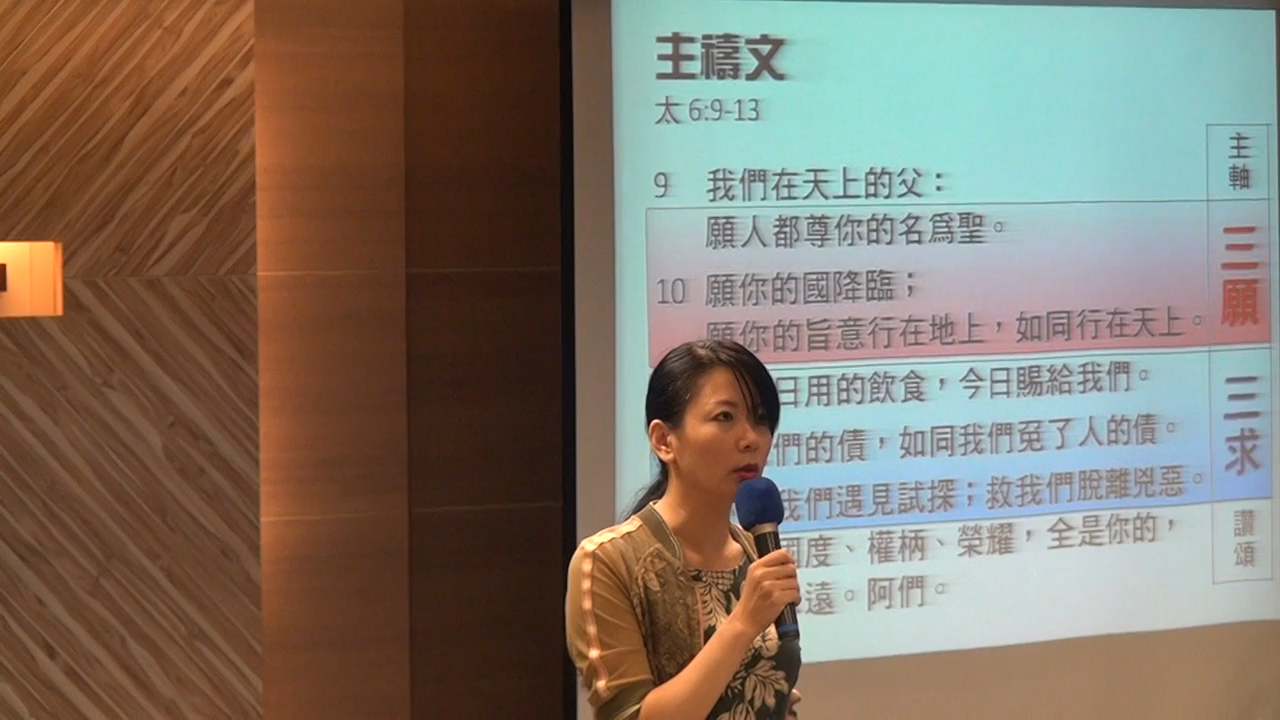 主禱文
太 6:9-13
主軸
9 我們在天上的父：
願人都尊你的名為聖。
10 願你的國降臨；
願你的旨意行在地上，如同行在天上。
三願
日用的飲食，今日賜給我們。
們的債，如同我們免了人的債。
我們遇見試探；救我們脫離兇惡。
三求
國度、權柄、榮耀，全是你的，
遠。阿們。
讚頌